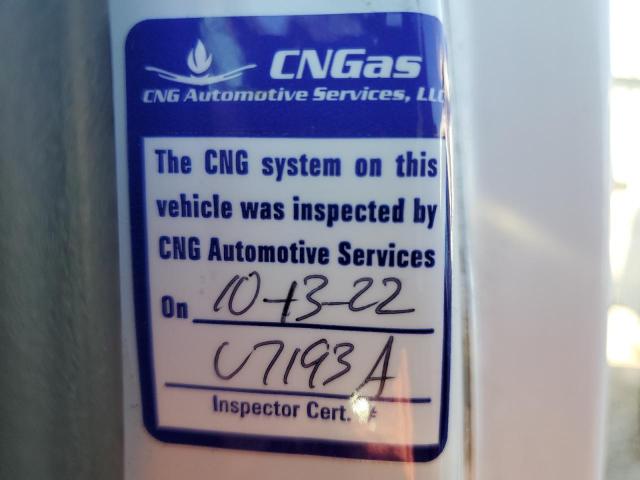 CNGas
CNG Automotive Services, LLC
The CNG system on this
vehicle was inspected by
CNG Automotive Services
On 10-13-22
U7193A
Inspector Cert. #